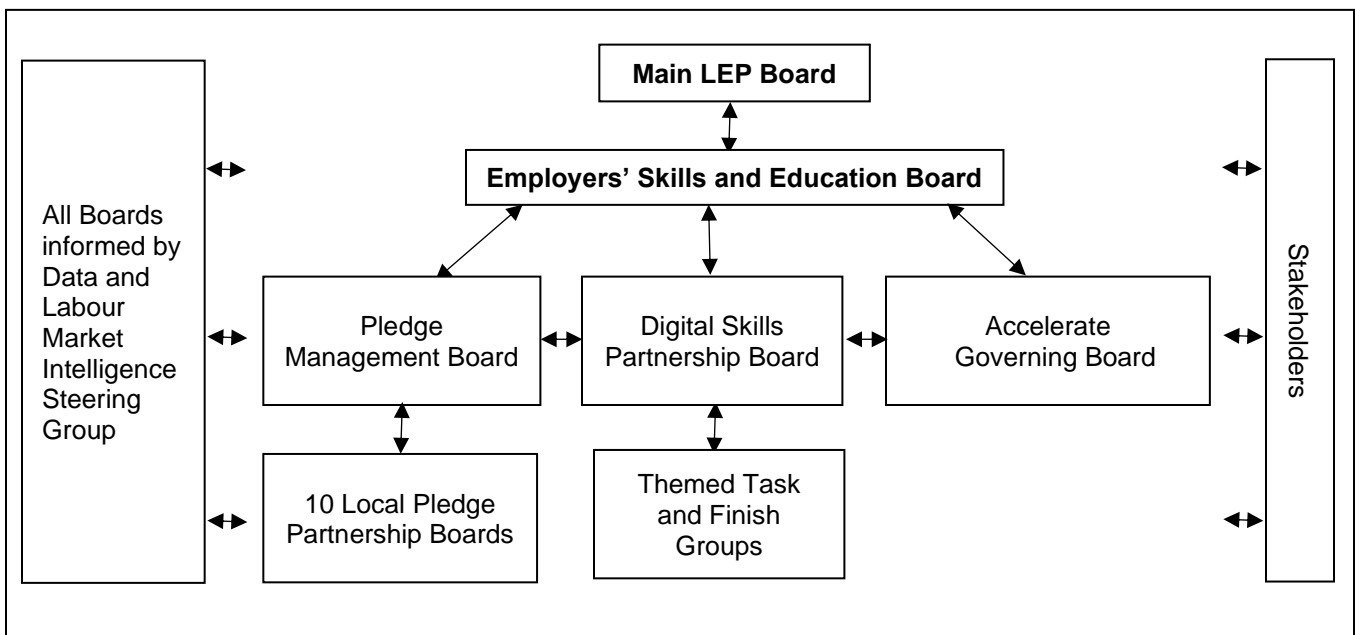 Main LEP Board
Employers’ Skills and Education Board
All Boards
informed by
Data and
Labour
Market
Intelligence
Steering
Group
Pledge
Management Board
Digital Skills
Partnership Board
Accelerate
Governing Board
Stakeholders
10 Local Pledge
Partnership Boards
Themed Task
and Finish
Groups